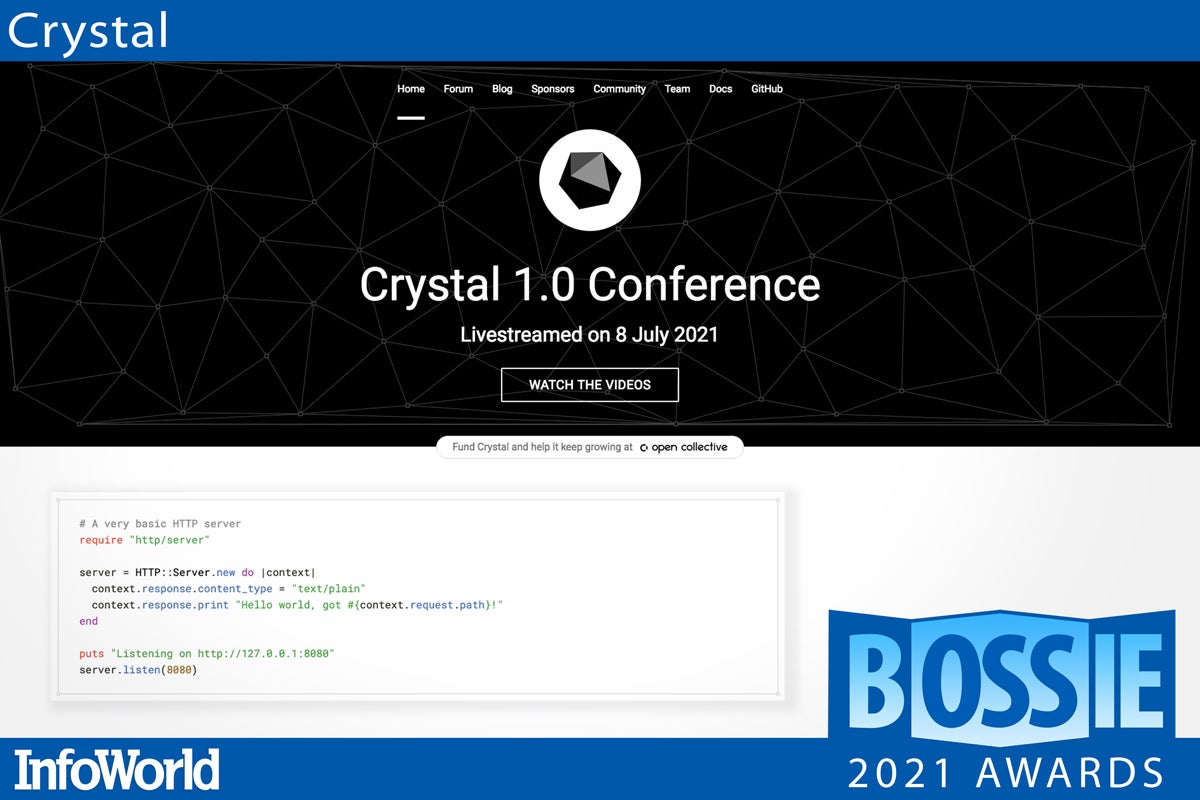 Crystal
Home Forum Blog Sponsors Community Team Docs GitHub
Crystal 1.0 Conference
Livestreamed on 8 July 2021
WATCH THE VIDEOS
Fund Crystal and help it keep growing at open collective
# A very basic HTTP server
require "http/server"
server = HTTP::Server.new do |context|
context.response.content_type = "text/plain"
context.response.print "Hello world, got #{context.request.path}!"
end
puts "Listening on http://127.0.0.1:8080"
server.listen(8080)
BOSSIE
2021 AWARDS
InfoWorld